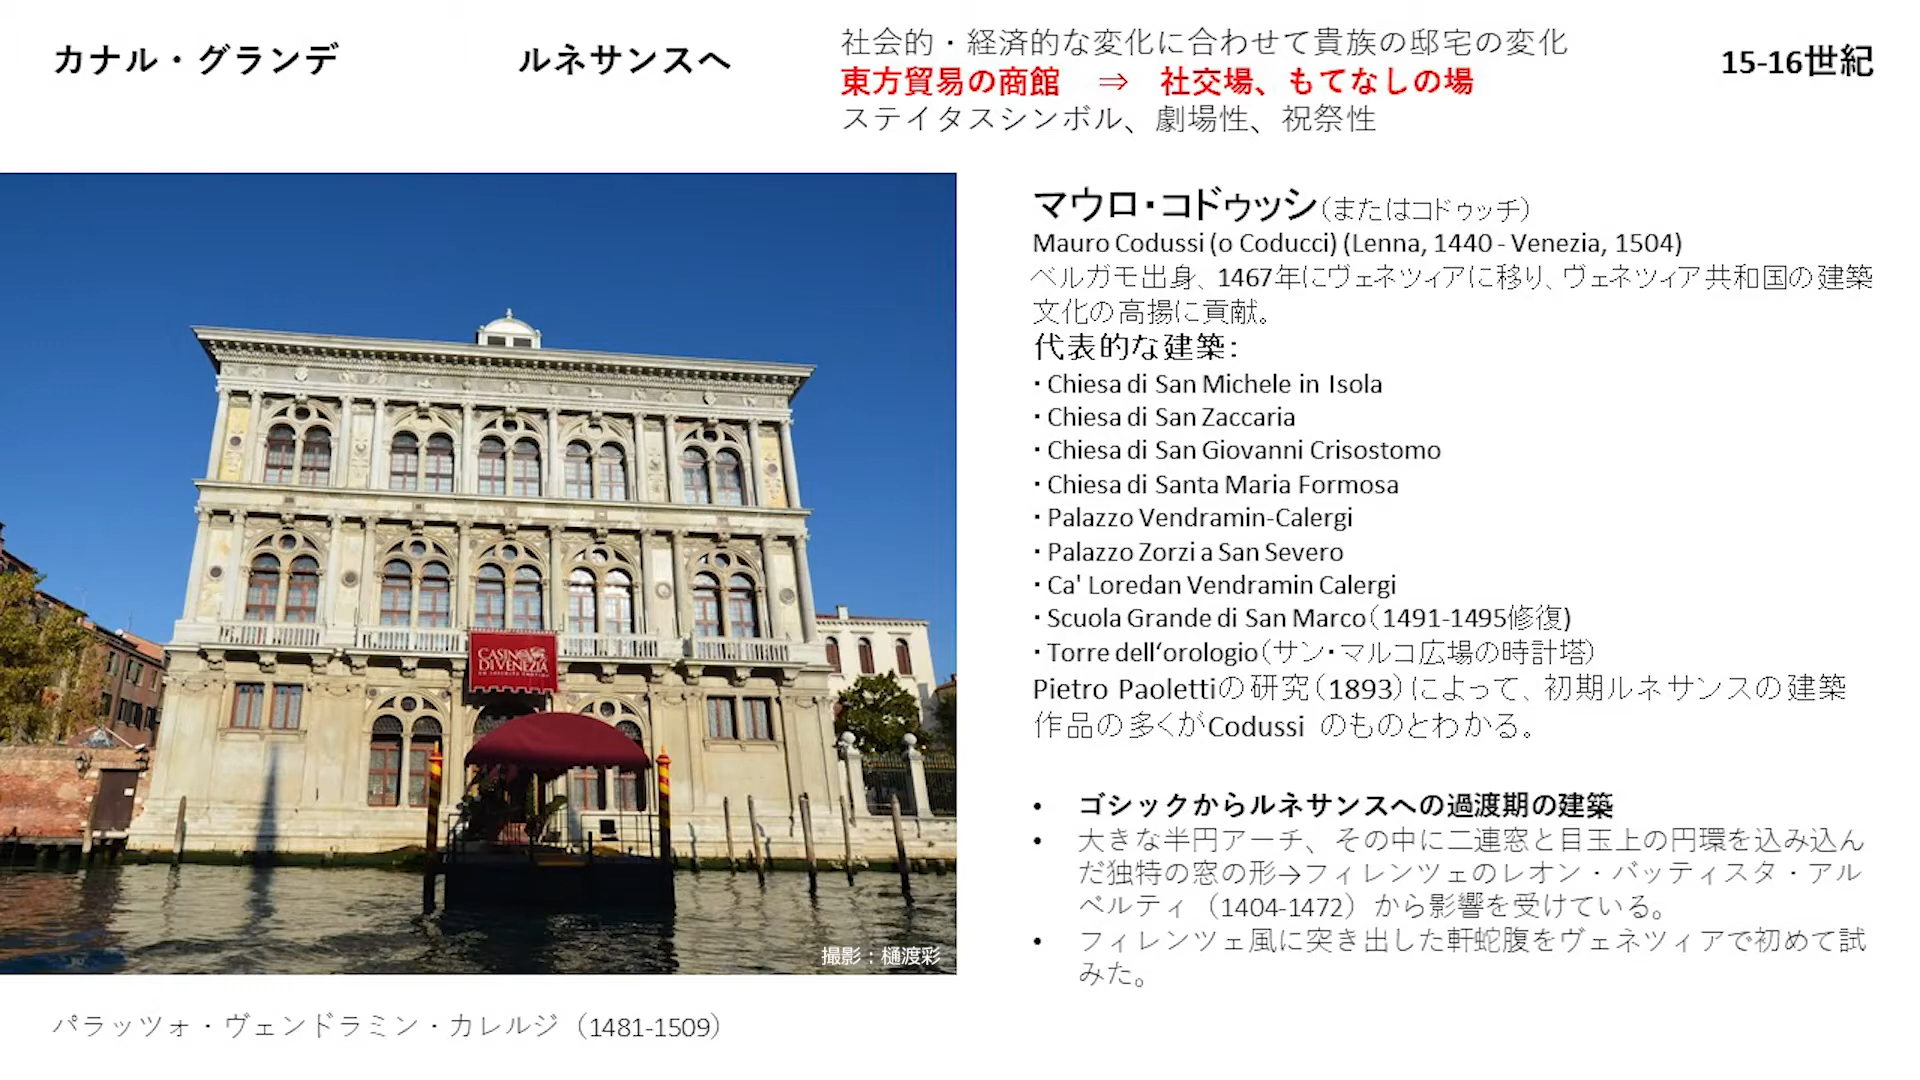 カナル・グランデ
ルネサンスへ
社会的・経済的な変化に合わせて貴族の邸宅の変化
東方貿易の商館 ⇒ 社交場、もてなしの場
ステイタスシンボル、劇場性、祝祭性
15-16世紀
マウロ・コドゥッシ（またはコドゥッチ）
Mauro Codussi (o Coducci) (Lenna, 1440 - Venezia, 1504)
ベルガモ出身、1467年にヴェネツィアに移り、ヴェネツィア共和国の建築
文化の高揚に貢献。
代表的な建築：
・Chiesa di San Michele in Isola
・Chiesa di San Zaccaria
・Chiesa di San Giovanni Crisostomo
・Chiesa di Santa Maria Formosa
・Palazzo Vendramin-Calergi
・Palazzo Zorzi a San Severo
・Ca' Loredan Vendramin Calergi
・Scuola Grande di San Marco（1491-1495修復)
・Torre dell‘orologio（サン・マルコ広場の時計塔）
Pietro Paolettiの研究（1893）によって、初期ルネサンスの建築
作品の多くがCodussi のものとわかる。
• ゴシックからルネサンスへの過渡期の建築
• 大きな半円アーチ、その中に二連窓と目玉上の円環を込み込ん
だ独特の窓の形→フィレンツェのレオン・バッティスタ・アル
ベルティ（1404-1472）から影響を受けている。
• フィレンツェ風に突き出した軒蛇腹をヴェネツィアで初めて試
みた。
CASINO
DI VENEZIA
撮影：樋渡彩
パラッツォ・ヴェンドラミン・カレルジ（1481-1509）